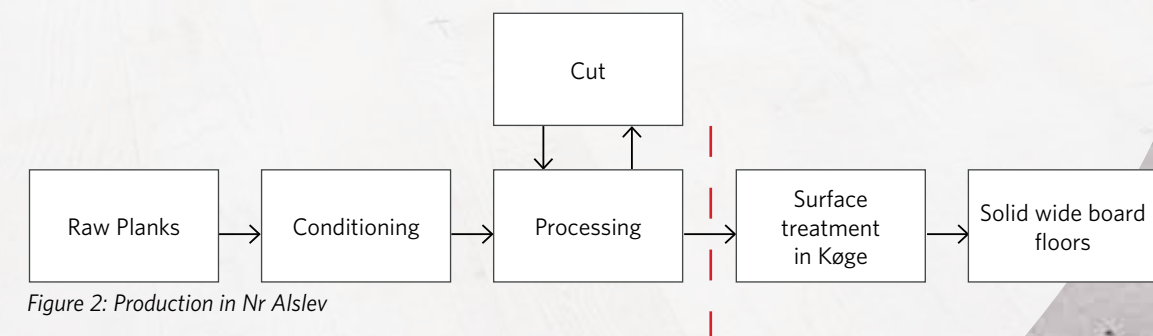 Cut
Raw Planks
Conditioning
Processing
Surface
treatment
in Køge
Solid wide board
floors
Figure 2: Production in Nr Alslev